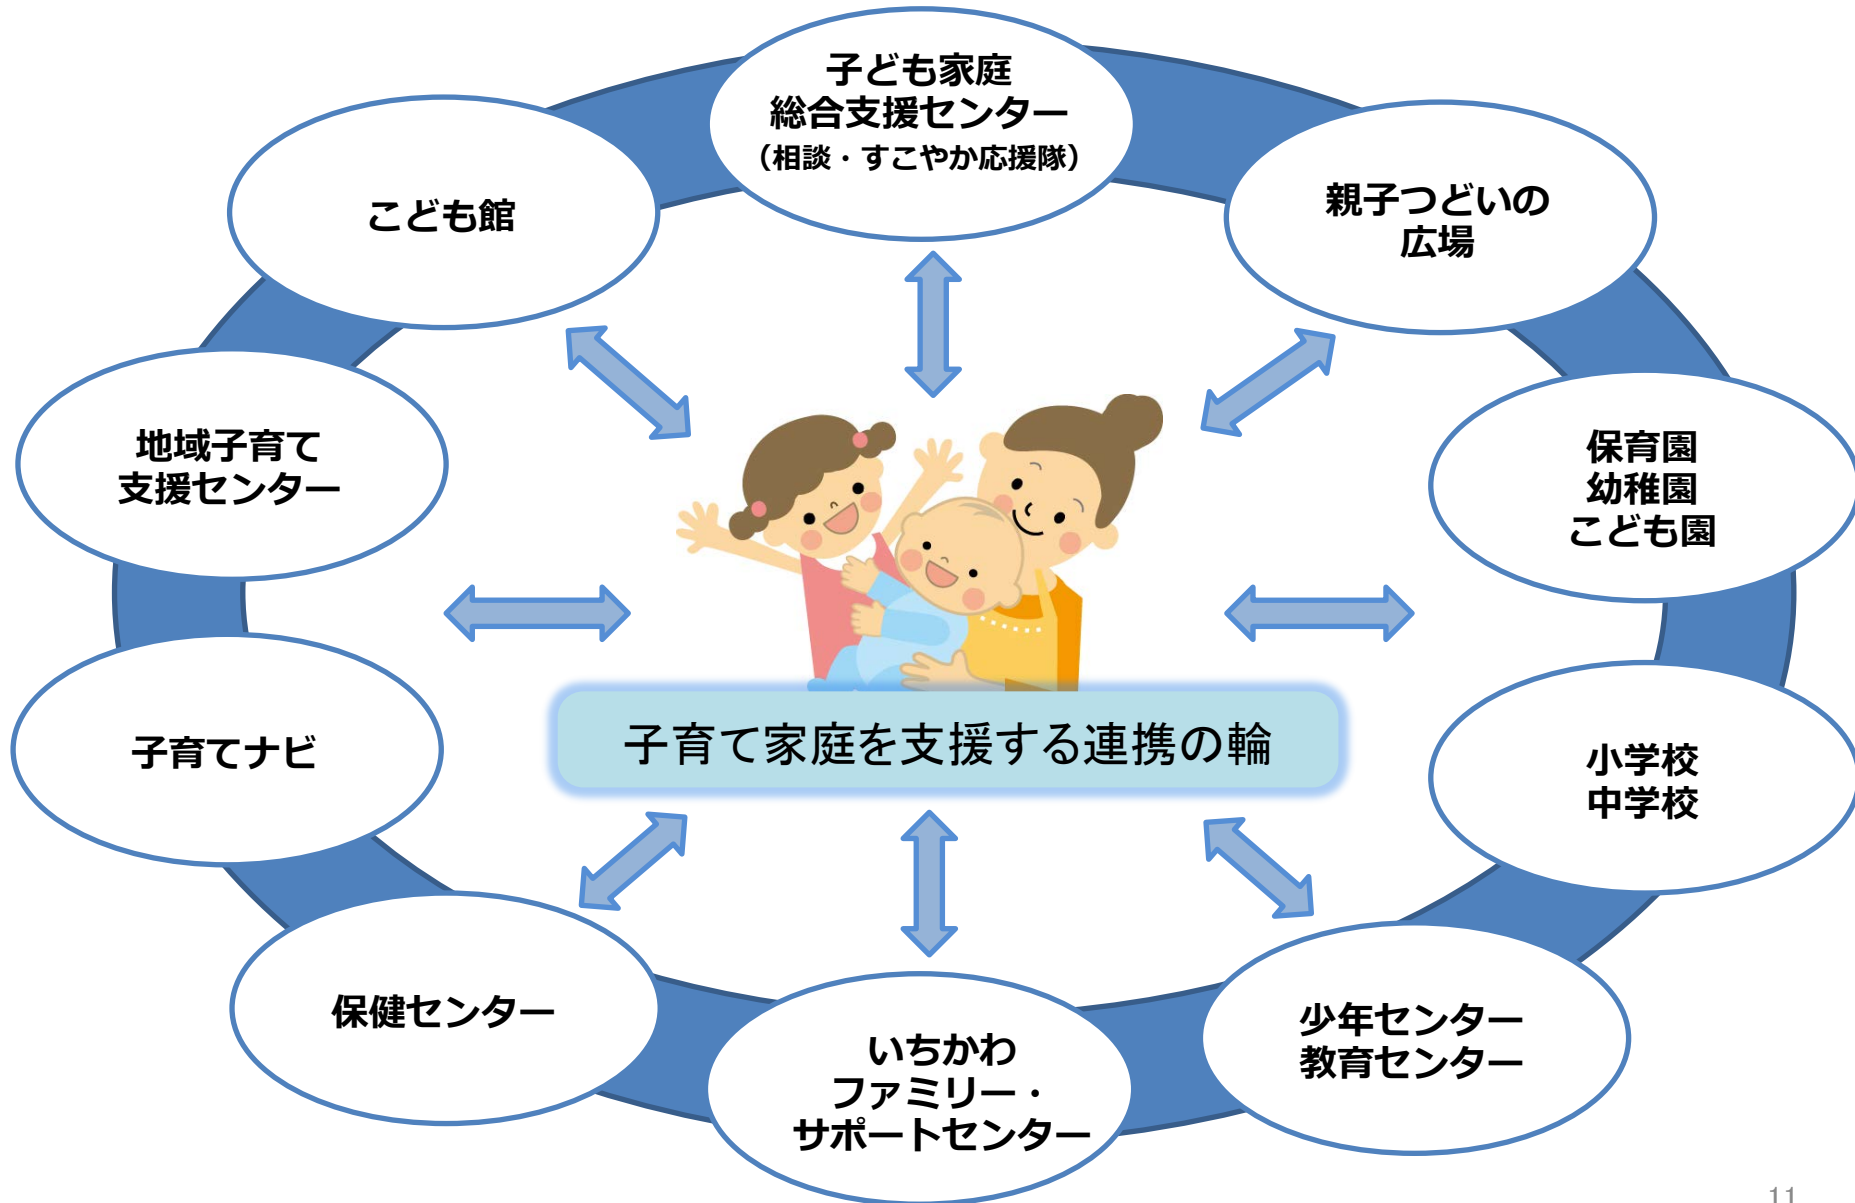 子ども家庭
総合支援センター
（相談・すこやか応援隊）
こども館
親子つどいの
広場
地域子育て
支援センター
保育園
幼稚園
こども園
子育てナビ
子育て家庭を支援する連携の輪
小学校
中学校
保健センター
いちかわ
ファミリー・
サポートセンター
少年センター
教育センター
11